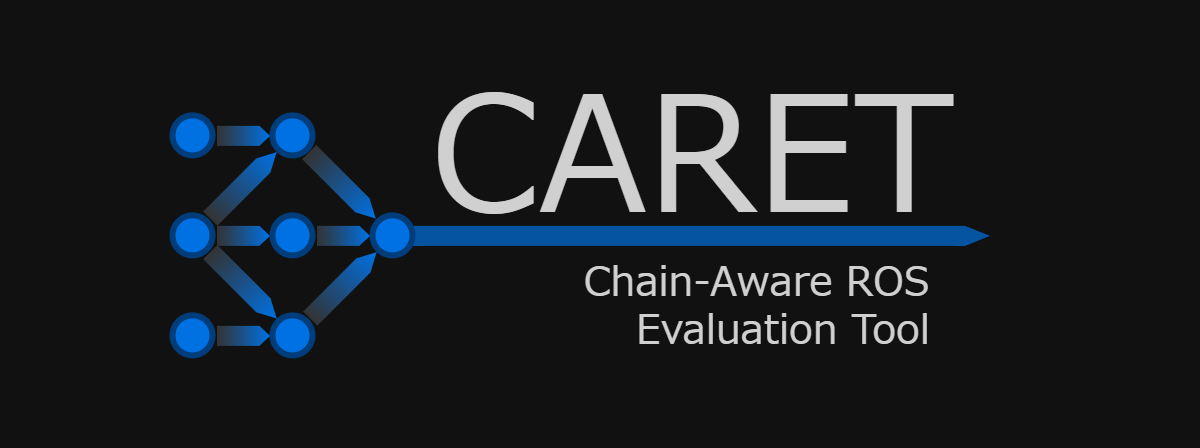 CARET
Chain-Aware ROS
Evaluation Tool